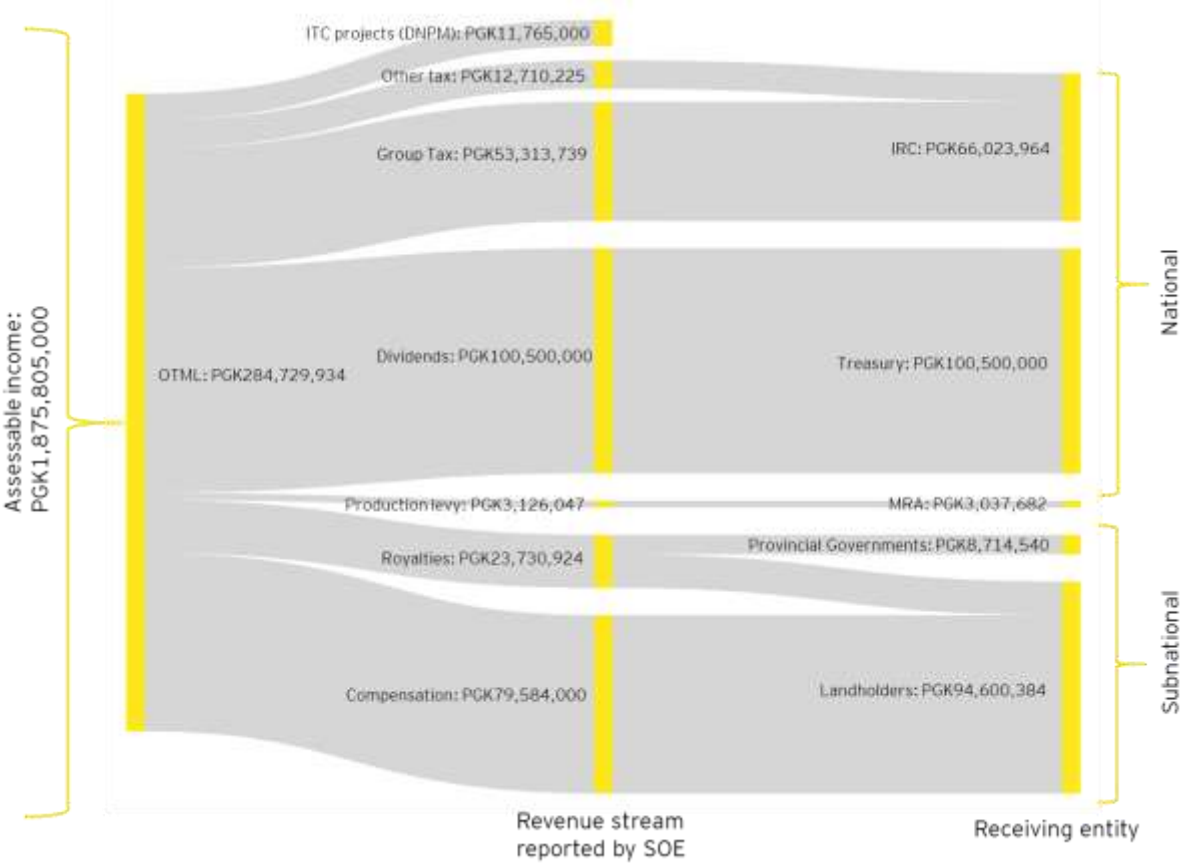 Assessable income:
PGK1,875,805,000
OTML: PGK284,729,934
ITC projects (DNPM): PGK11,765,000
Other tax: PGK12,710,225
Group Tax: PGK53,313,739
Dividends: PGK100,500,000
Production levy: PGK3,126,047
Royalties: PGK23,730,924
Compensation: PGK79,584,000
Revenue stream
reported by SOE
IRC: PGK66,023,964
Treasury: PGK100,500,000
MRA: PGK3,037,682
Provincial Governments: PGK8,714,540
Landholders: PGK94,600,384
Receiving entity
National
Subnational